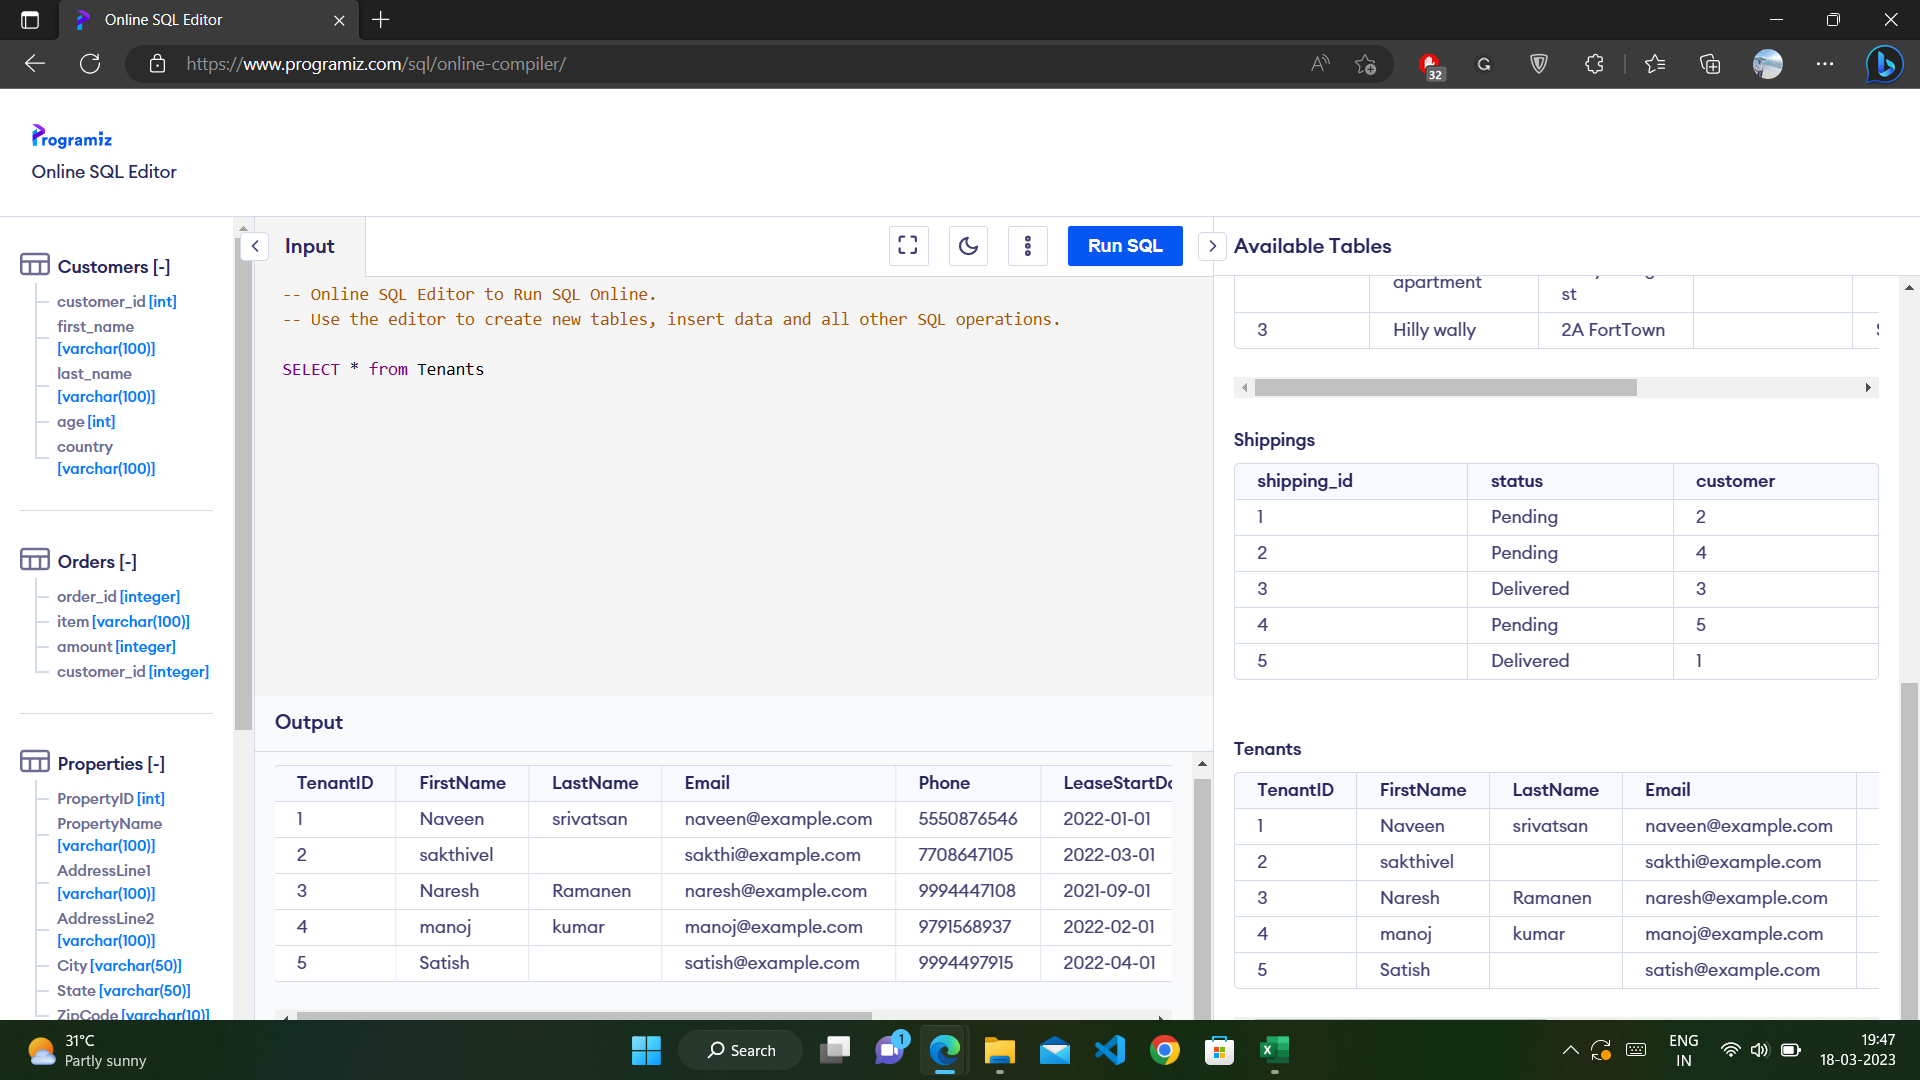 Online SQL Editor
https://www.programiz.com/sql/online-compiler/
32
Programiz
Online SQL Editor
Customers [-]
customer_id [int]
first_name
[varchar(100)]
last_name
[varchar(100)]
age [int]
country
[varchar(100)]
Orders [-]
order_id [integer]
item [varchar(100)]
amount [integer]
customer_id [integer]
Properties [-]
PropertyID [int]
PropertyName
[varchar(100)]
AddressLine1
[varchar(100)]
AddressLine2
[varchar(100)]
City [varchar(50)]
State [varchar(50)]
ZipCode [varchar(10)]
Input
Run SQL
-- Online SQL Editor to Run SQL Online.
-- Use the editor to create new tables, insert data and all other SQL operations.
SELECT * from Tenants
Output
TenantID FirstName LastName Email Phone LeaseStartDa
1 Naveen srivatsan naveen@example.com 5550876546 2022-01-01
2 sakthivel sakthi@example.com 7708647105 2022-03-01
3 Naresh Ramanen naresh@example.com 9994447108 2021-09-01
4 manoj kumar manoj@example.com 9791568937 2022-02-01
5 Satish satish@example.com 9994497915 2022-04-01
Available Tables
apartment
st
3 Hilly wally 2A FortTown
Shippings
shipping_id status customer
1 Pending 2
2 Pending 4
3 Delivered 3
4 Pending 5
5 Delivered 1
Tenants
TenantID FirstName LastName Email
1 Naveen srivatsan naveen@example.com
2 sakthivel sakthi@example.com
3 Naresh Ramanen naresh@example.com
4 manoj kumar manoj@example.com
5 Satish satish@example.com
31°C
Partly sunny
Search
1
ENG
IN
19:47
18-03-2023